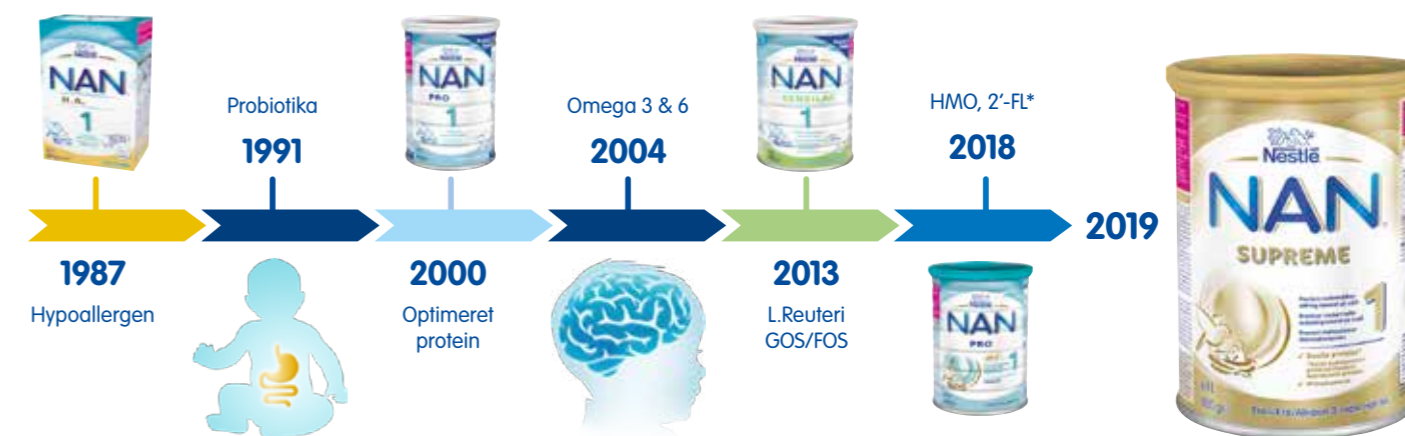 Nestlé
NAN
H.A.
1
1987
Hypoallergen
Probiotika
1991
NAN
PRO
1
2000
Optimeret
protein
Omega 3 & 6
2004
NAN
SENSILAC
1
2013
L.Reuteri
GOS/FOS
HMO, 2'-FL*
2018
NAN
PRO
1
2019
Nestlé
NAN
SUPREME
1